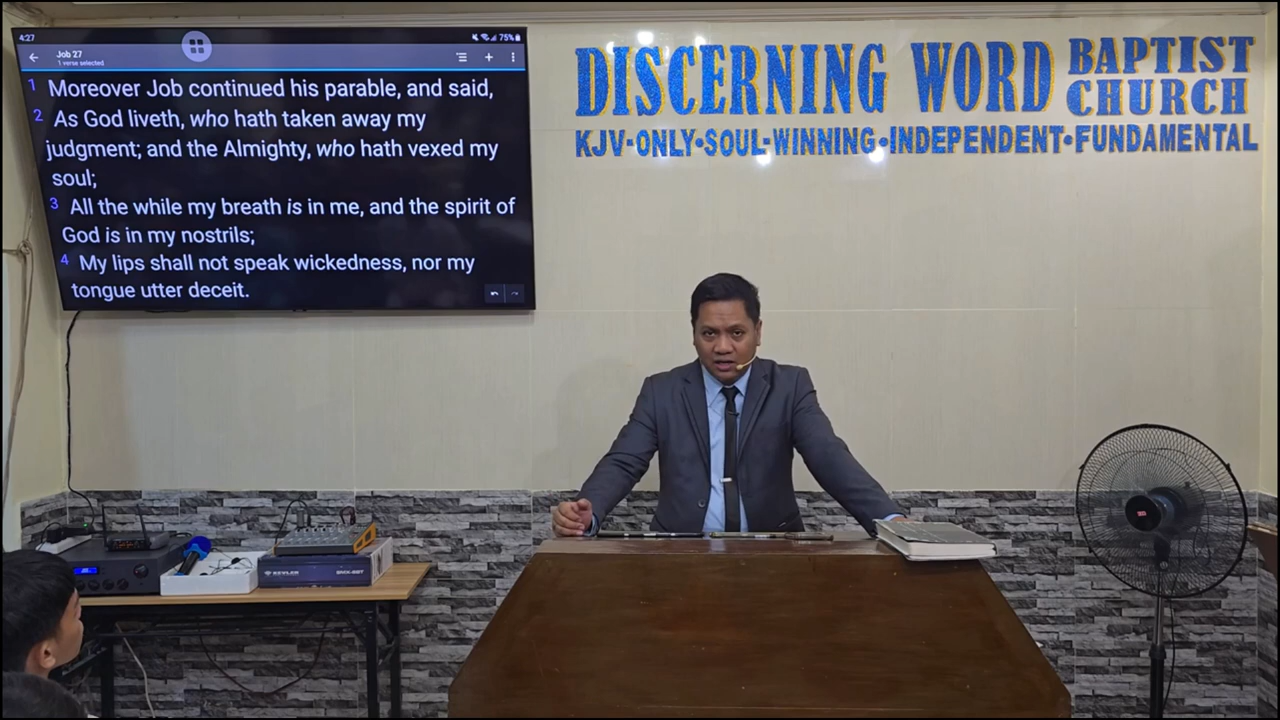 4:27
75%
Job 27
1 verse selected
1 Moreover Job continued his parable, and said,
2 As God liveth, who hath taken away my
judgment; and the Almighty, who hath vexed my
soul;
3 All the while my breath is in me, and the spirit of
God is in my nostrils;
4 My lips shall not speak wickedness, nor my
tongue utter deceit.
DISCERNING WORD BAPTIST CHURCH
KJV-ONLY•SOUL-WINNING•INDEPENDENT•FUNDAMENTAL
KEVLER